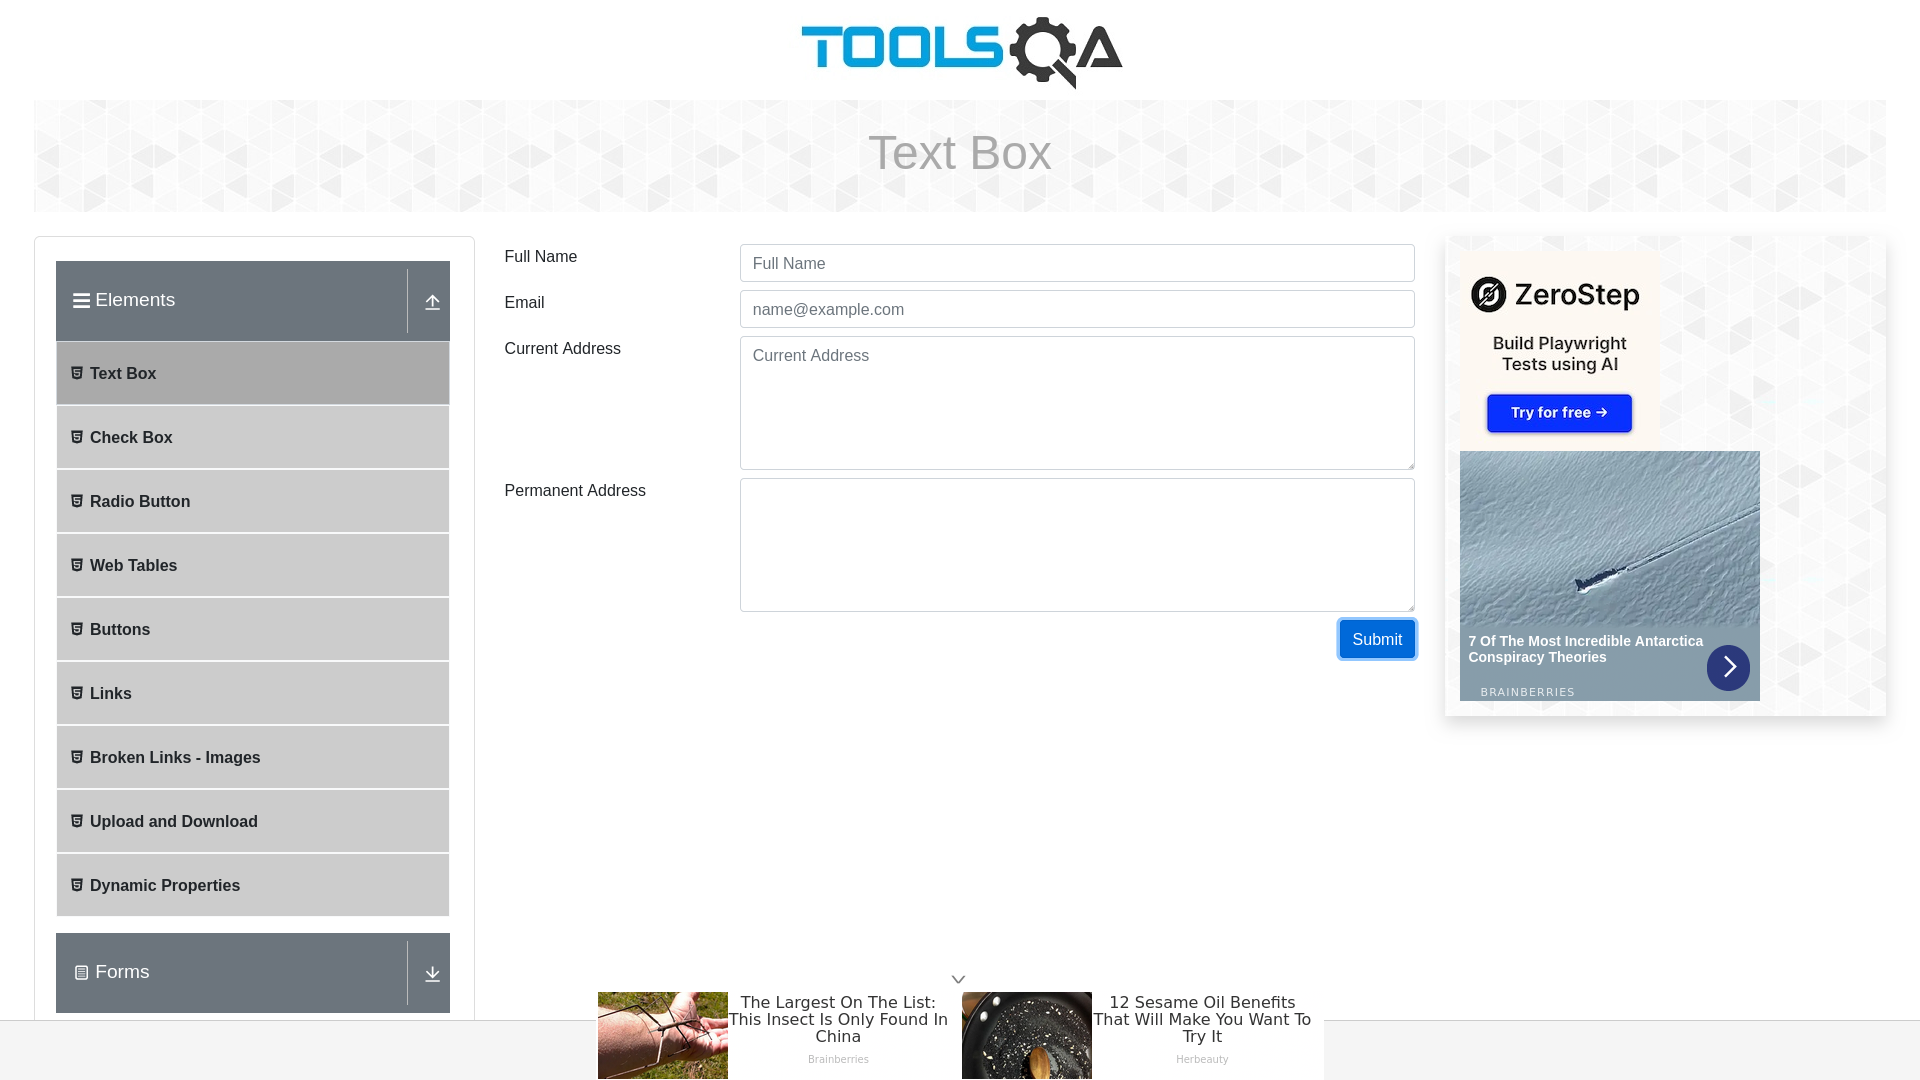 TOOLSQA
Text Box
Elements
Text Box
Check Box
Radio Button
Web Tables
Buttons
Links
Broken Links - Images
Upload and Download
Dynamic Properties
Forms
Full Name
Full Name
Email
name@example.com
Current Address
Current Address
Permanent Address
Submit
ZeroStep
Build Playwright
Tests using AI
Try for free →
7 Of The Most Incredible Antarctica
Conspiracy Theories
BRAINBERRIES
The Largest On The List:
This Insect Is Only Found In
China
Brainberries
12 Sesame Oil Benefits
That Will Make You Want To
Try It
Herbeauty